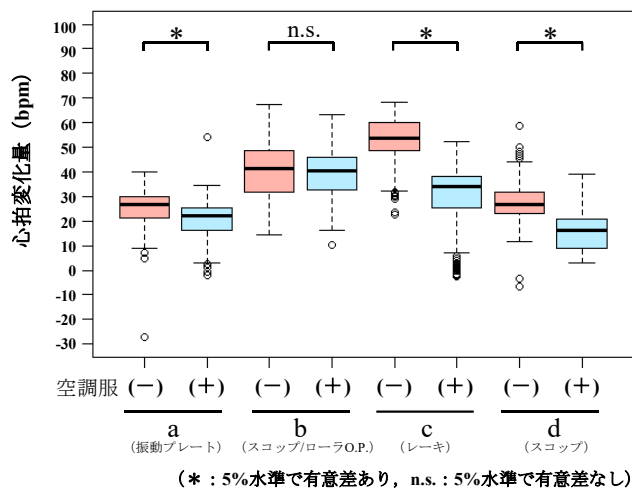 100
90
80
70
60
50
40
30
20
10
0
-10
-20
-30
心拍変化量（bpm）
* n.s. * *
空調服 (−) (+) (−) (+) (−) (+) (−) (+)
a b c d
（振動プレート） （スコップ/ローラO.P.） （レーキ） （スコップ）
（*：5%水準で有意差あり，n.s.：5%水準で有意差なし）